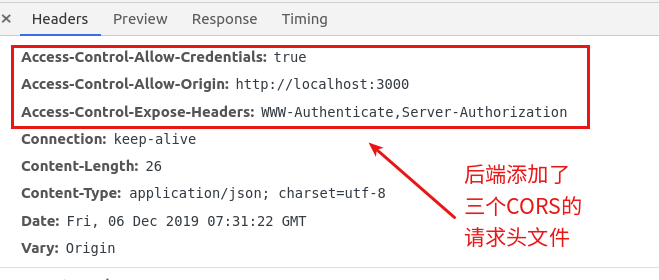 Headers Preview Response Timing
Access-Control-Allow-Credentials: true
Access-Control-Allow-Origin: http://localhost:3000
Access-Control-Expose-Headers: WWW-Authenticate,Server-Authorization
Connection: keep-alive
Content-Length: 26
Content-Type: application/json; charset=utf-8
Date: Fri, 06 Dec 2019 07:31:22 GMT
Vary: Origin
后端添加了
三个CORS的
请求头文件